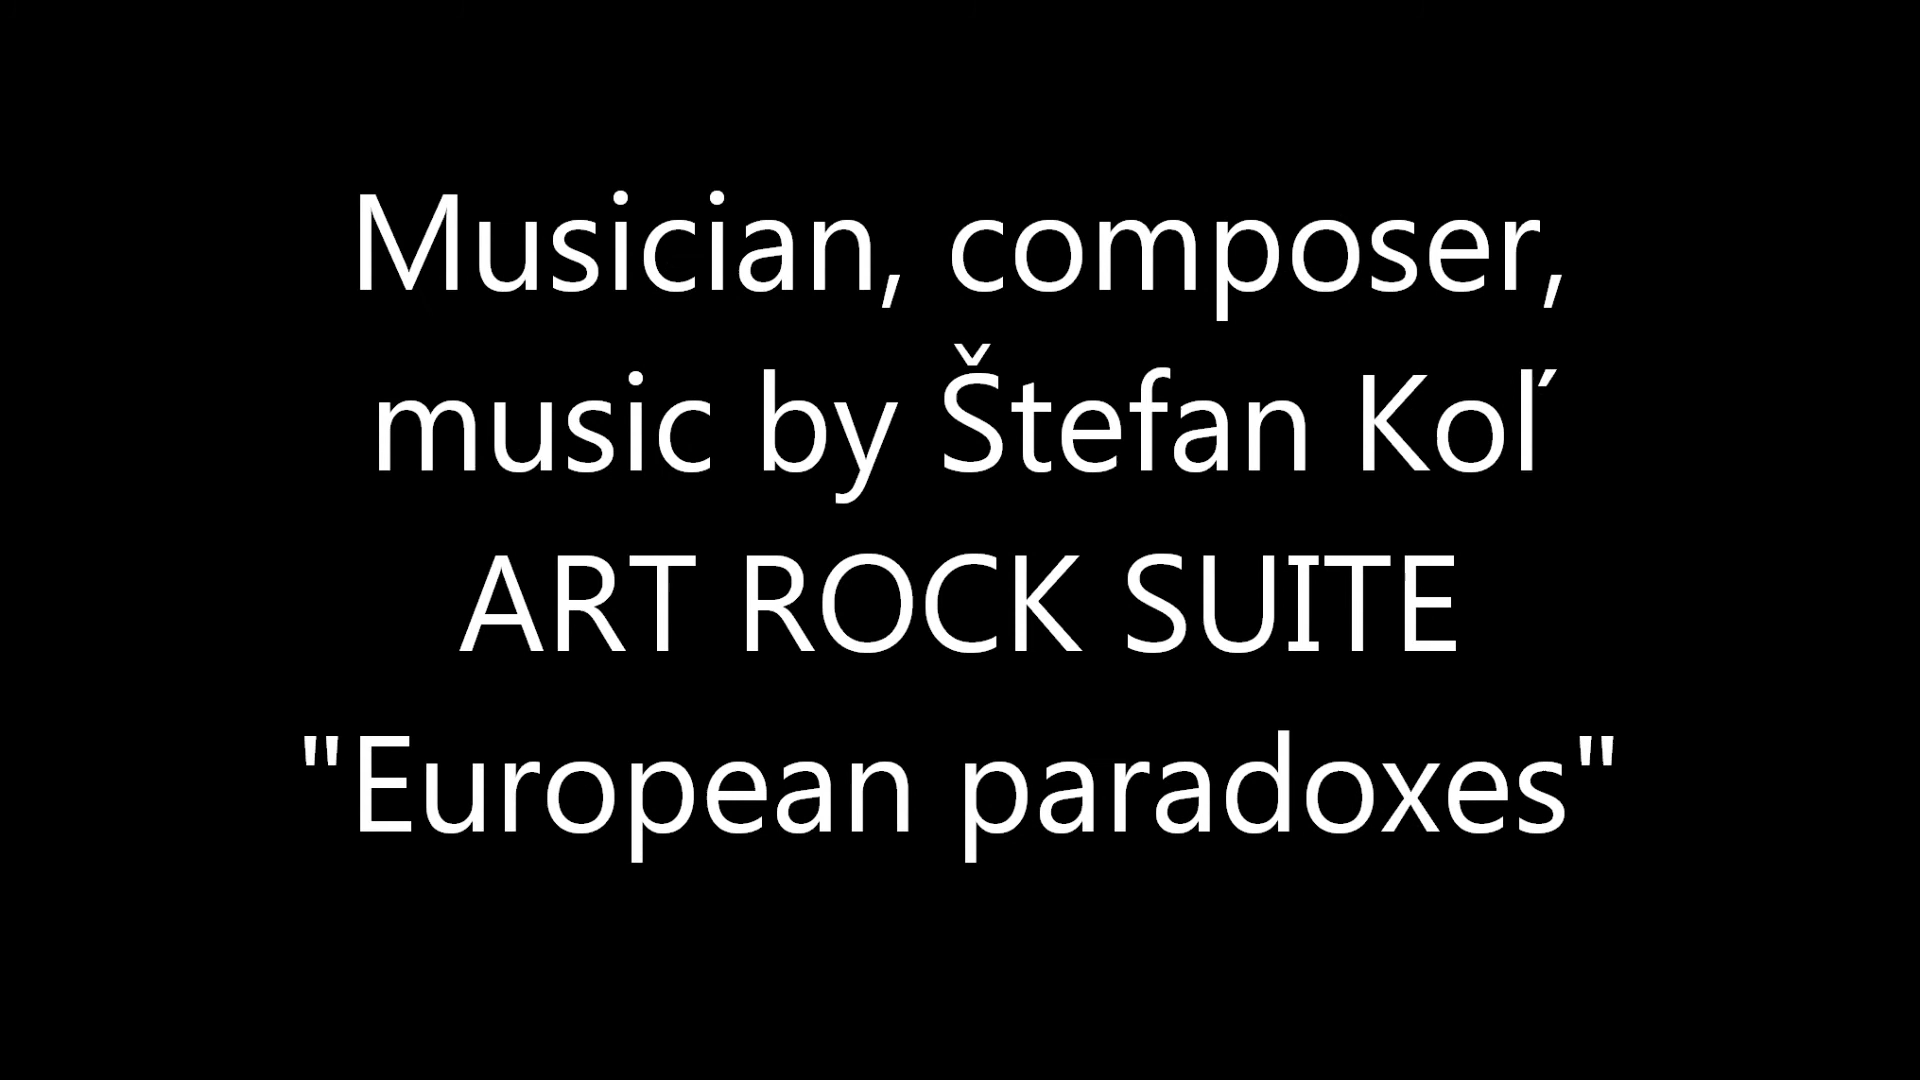 Musician, composer,
music by Štefan Koľ
ART ROCK SUITE
"European paradoxes"